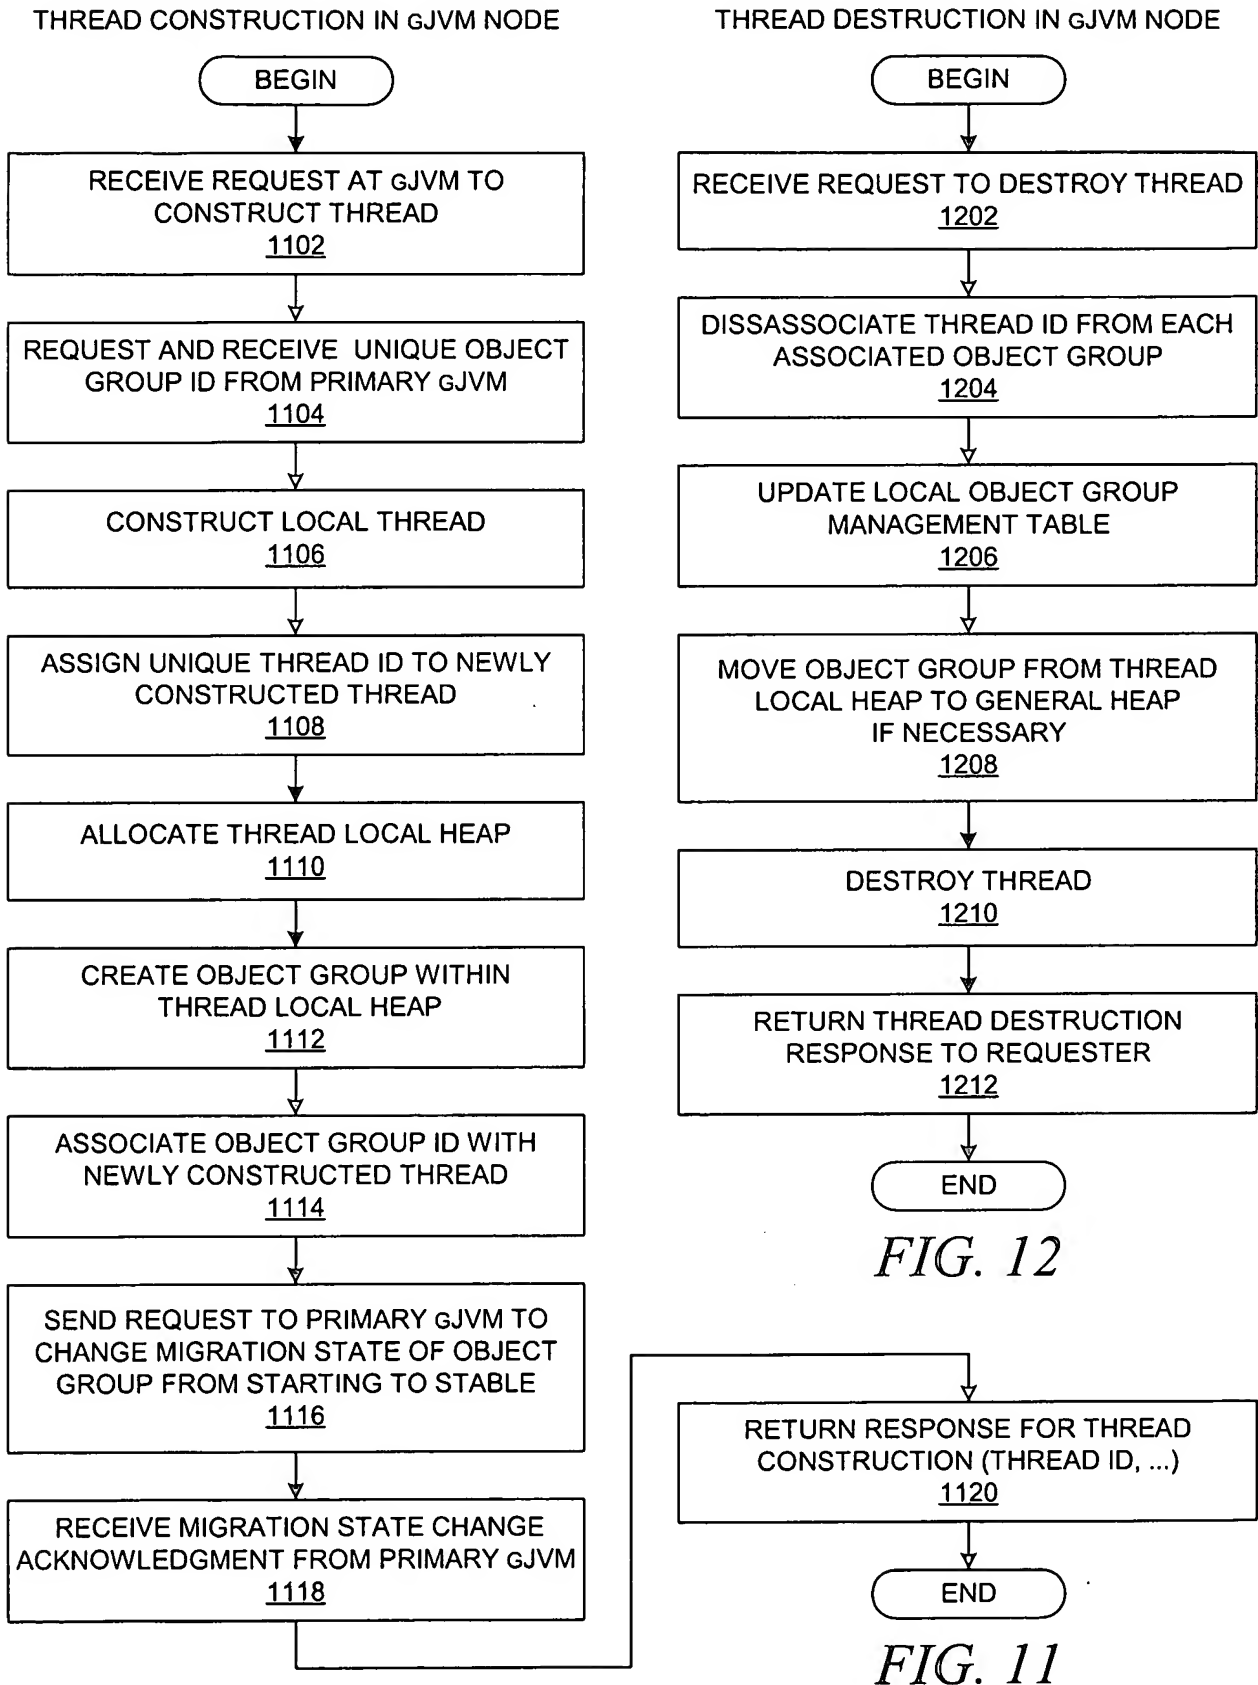 THREAD CONSTRUCTION IN GJVM NODE
BEGIN
RECEIVE REQUEST AT GJVM TO
CONSTRUCT THREAD
1102
REQUEST AND RECEIVE UNIQUE OBJECT
GROUP ID FROM PRIMARY GJVM
1104
CONSTRUCT LOCAL THREAD
1106
ASSIGN UNIQUE THREAD ID TO NEWLY
CONSTRUCTED THREAD
1108
ALLOCATE THREAD LOCAL HEAP
1110
CREATE OBJECT GROUP WITHIN
THREAD LOCAL HEAP
1112
ASSOCIATE OBJECT GROUP ID WITH
NEWLY CONSTRUCTED THREAD
1114
SEND REQUEST TO PRIMARY GJVM TO
CHANGE MIGRATION STATE OF OBJECT
GROUP FROM STARTING TO STABLE
1116
RECEIVE MIGRATION STATE CHANGE
ACKNOWLEDGMENT FROM PRIMARY GJVM
1118
RETURN RESPONSE FOR THREAD
CONSTRUCTION (THREAD ID, ...)
1120
END
FIG. 11
THREAD DESTRUCTION IN GJVM NODE
BEGIN
RECEIVE REQUEST TO DESTROY THREAD
1202
DISSASSOCIATE THREAD ID FROM EACH
ASSOCIATED OBJECT GROUP
1204
UPDATE LOCAL OBJECT GROUP
MANAGEMENT TABLE
1206
MOVE OBJECT GROUP FROM THREAD
LOCAL HEAP TO GENERAL HEAP
IF NECESSARY
1208
DESTROY THREAD
1210
RETURN THREAD DESTRUCTION
RESPONSE TO REQUESTER
1212
END
FIG. 12